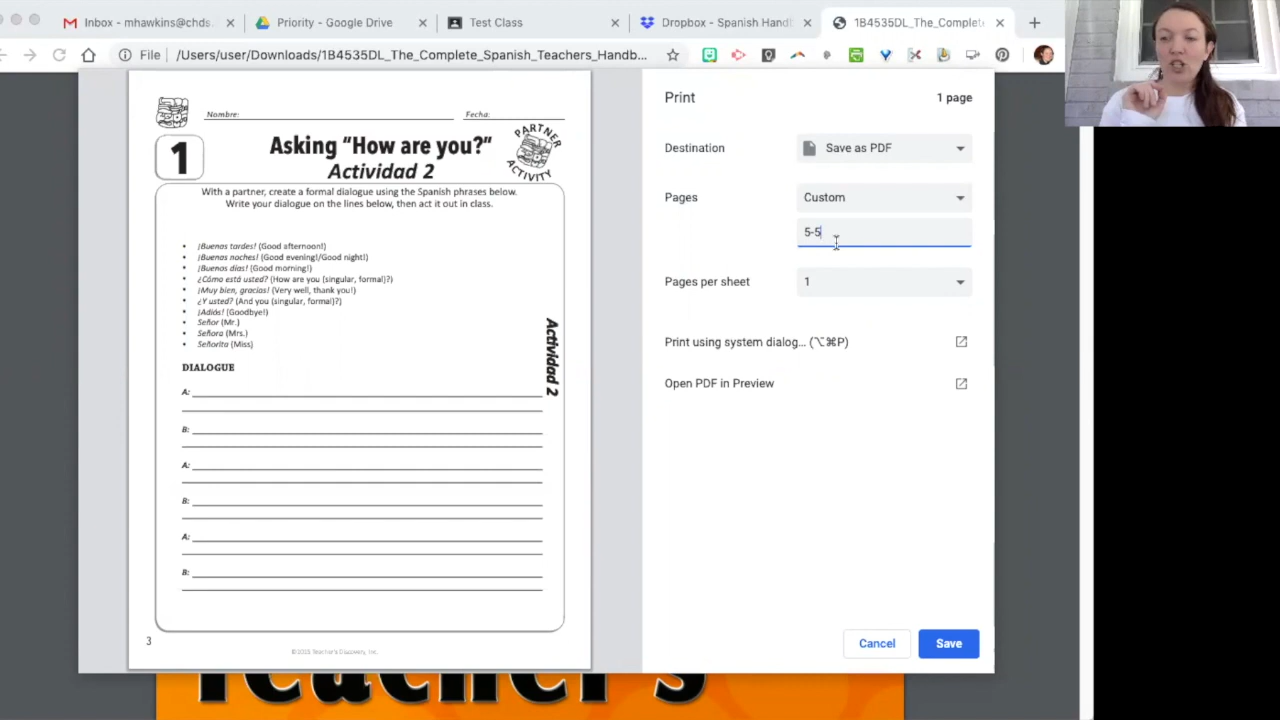 Inbox - mhawkins@chds.
Priority - Google Drive
Test Class
Dropbox - Spanish Handb
1B4535DL_The_Complete_
File /Users/user/Downloads/1B4535DL_The_Complete_Spanish_Teachers_Handb...
Nombre: Fecha:
1
Asking “How are you?”
Actividad 2
PARTNER
ACTIVITY
With a partner, create a formal dialogue using the Spanish phrases below.
Write your dialogue on the lines below, then act it out in class.
• ¡Buenas tardes! (Good afternoon!)
• ¡Buenas noches! (Good evening!/Good night!)
• ¡Buenos días! (Good morning!)
• ¿Cómo está usted? (How are you (singular, formal)?)
• ¡Muy bien, gracias! (Very well, thank you!)
• ¿Y usted? (And you (singular, formal)?)
• ¡Adiós! (Goodbye!)
• Señor (Mr.)
• Señora (Mrs.)
• Señorita (Miss)
Actividad 2
DIALOGUE
A:
B:
A:
B:
A:
B:
3
©2015 Teacher's Discovery, Inc.
Print
1 page
Destination
Save as PDF
Pages
Custom
5-5
Pages per sheet
1
Print using system dialog... (⌥⌘P)
Open PDF in Preview
Cancel
Save
Teacher's